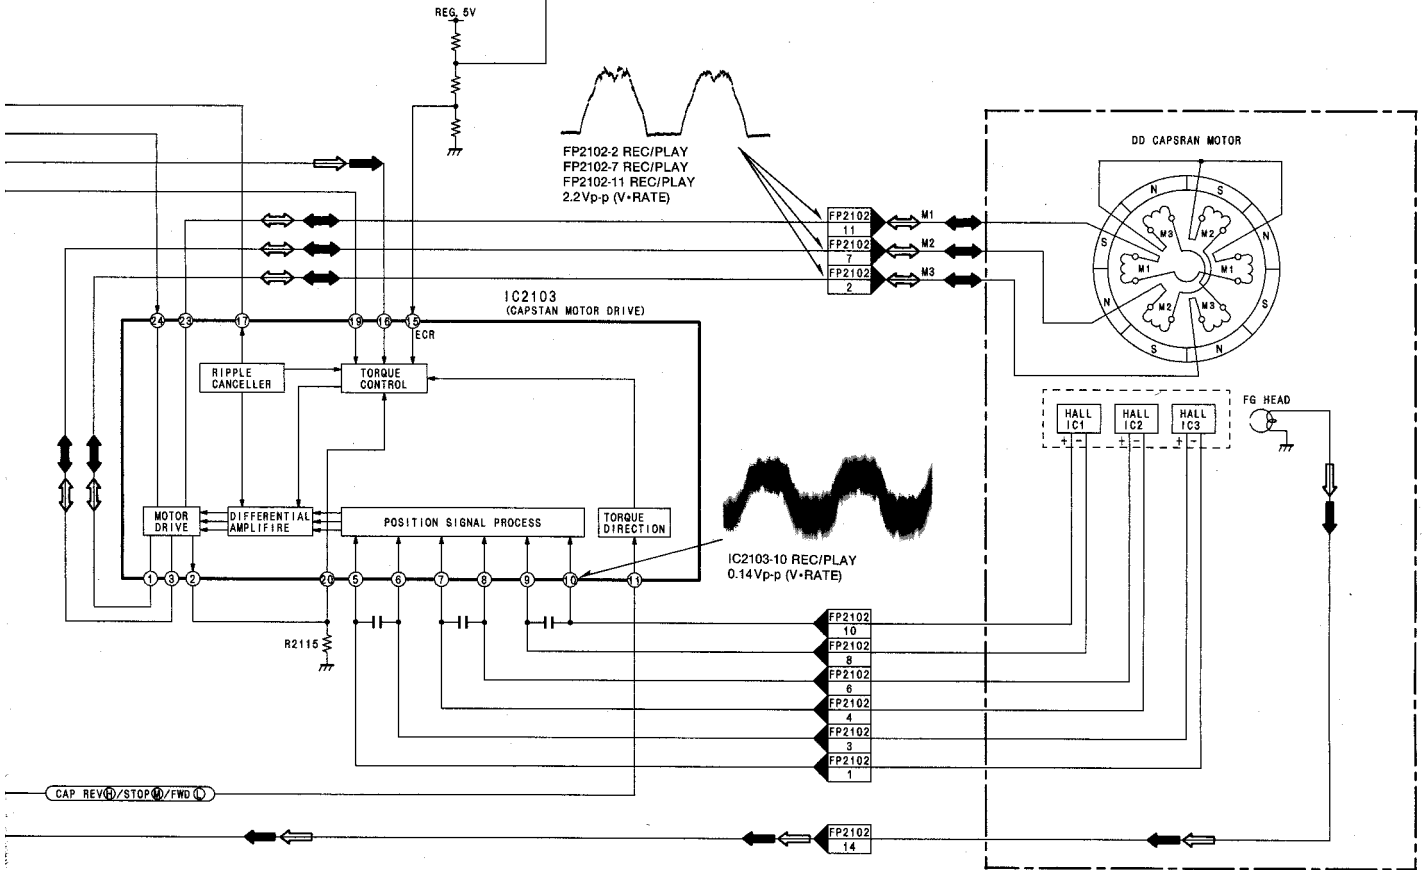 REG. 5V
FP2102-2 REC/PLAY
FP2102-7 REC/PLAY
FP2102-11 REC/PLAY
2.2Vp-p (V•RATE)
DD CAPSRAN MOTOR
N
S
S
N
M3
M2
M1
M1
M2
M3
N
S
S
N
FP2102
11
M1
FP2102
7
M2
FP2102
2
M3
IC2103
(CAPSTAN MOTOR DRIVE)
24
23
17
19
16
15
ECR
RIPPLE
CANCELLER
TORQUE
CONTROL
HALL
IC1
+ -
HALL
IC2
+ -
HALL
IC3
+ -
FG HEAD
MOTOR
DRIVE
DIFFERENTIAL
AMPLIFIRE
POSITION SIGNAL PROCESS
TORQUE
DIRECTION
IC2103-10 REC/PLAY
0.14Vp-p (V•RATE)
1
3
2
20
5
6
7
8
9
10
11
R2115
FP2102
10
FP2102
8
FP2102
6
FP2102
4
FP2102
3
FP2102
1
CAP REV(H)/STOP(M)/FWD(L)
FP2102
14